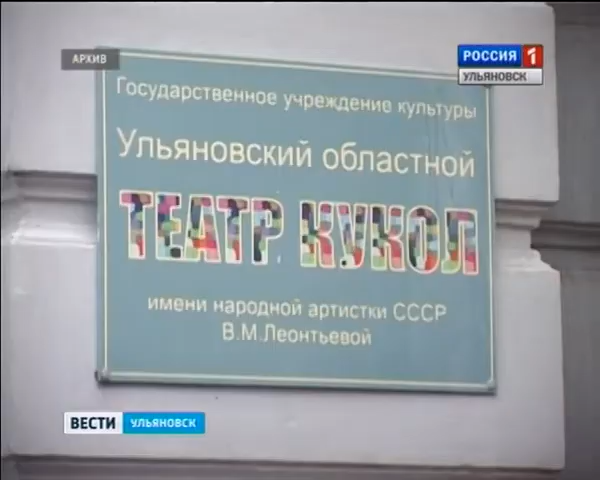 АРХИВ
РОССИЯ 1
УЛЬЯНОВСК
Государственное учреждение культуры
Ульяновский областной
ТЕАТР КУКОЛ
имени народной артистки СССР
В.М.Леонтьевой
ВЕСТИ УЛЬЯНОВСК